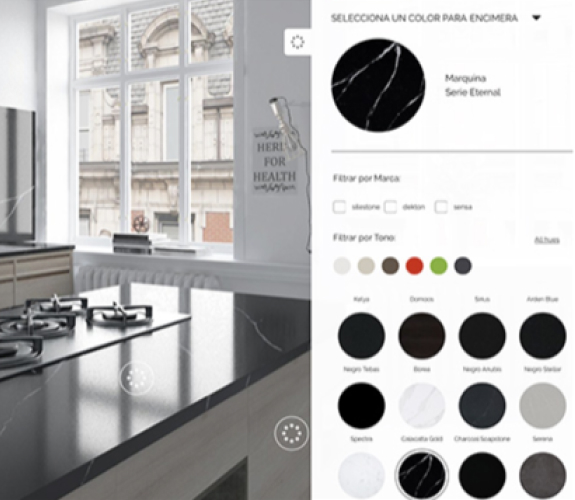 SELECCIONA UN COLOR PARA ENCIMERA
Marquina
Serie Eternal
HERBS
FOR
HEALTH
Filtrar por Marca:
silestone dekton sensa
Filtrar por Tono:
All hues
Keiya Domoos Sirius Arden Blue
Negro Tebas Borea Negro Anubis Negro Stellar
Spectra Calacatta Gold Charcoal Soapstone Serena